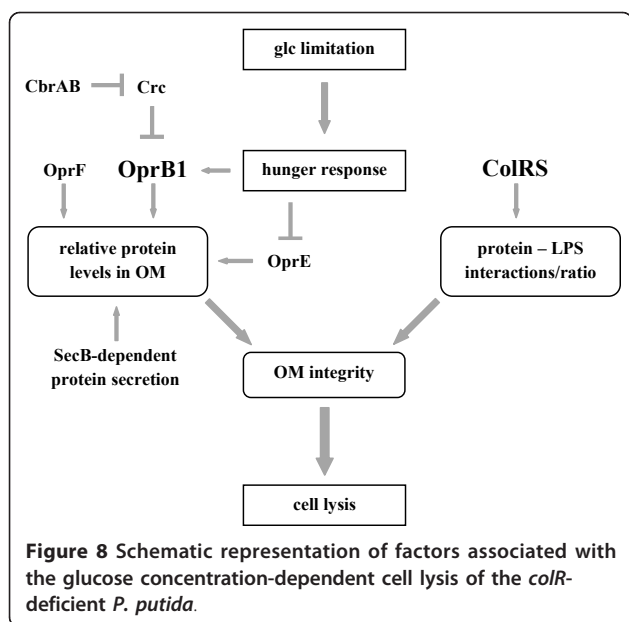 glc limitation
CbrAB
Crc
OprF
OprB1
hunger response
ColRS
relative protein
levels in OM
OprE
protein – LPS
interactions/ratio
SecB-dependent
protein secretion
OM integrity
cell lysis
Figure 8 Schematic representation of factors associated with
the glucose concentration-dependent cell lysis of the colR-
deficient P. putida.